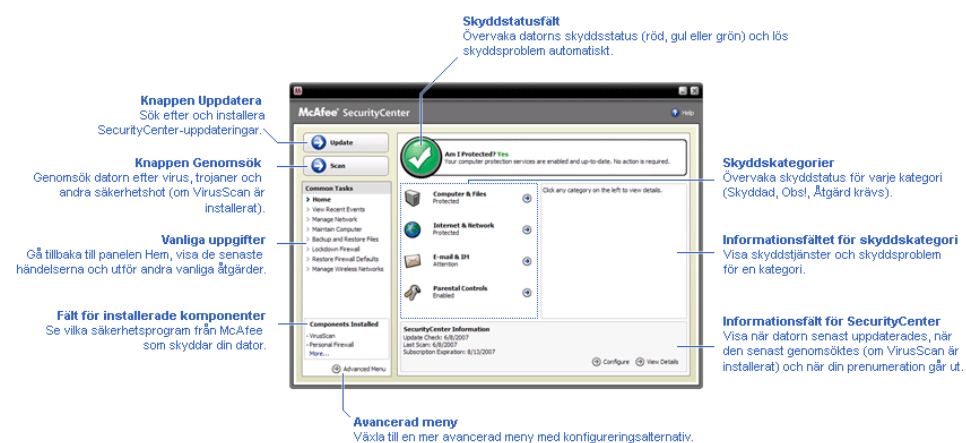 Skyddstatusfält
Övervaka datorns skyddsstatus (röd, gul eller grön) och lös
skyddsproblem automatiskt.
Knappen Uppdatera
Sök efter och installera
SecurityCenter-uppdateringar.
Knappen Genomsök
Genomsök datorn efter virus, trojaner och
andra säkerhetshot (om VirusScan är
installerat).
Vanliga uppgifter
Gå tillbaka till panelen Hem, visa de senaste
händelserna och utför andra vanliga åtgärder.
Fält för installerade komponenter
Se vilka säkerhetsprogram från McAfee
som skyddar din dator.
McAfee® SecurityCenter
Help
Update
Scan
Common Tasks
> Home
> View Recent Events
> Manage Network
> Maintain Computer
> Backup and Restore Files
> Lockdown Firewall
> Restore Firewall Defaults
> Manage Wireless Networks
Components Installed
- VirusScan
- Personal Firewall
More...
Advanced Menu
Am I Protected? Yes
Your computer protection services are enabled and up-to-date. No action is required.
Computer & Files
Protected
Internet & Network
Protected
E-mail & IM
Attention
Parental Controls
Enabled
Click any category on the left to view details.
SecurityCenter Information
Update Check: 6/8/2007
Last Scan: 6/8/2007
Subscription Expiration: 8/13/2007
Configure
View Details
Skyddskategorier
Övervaka skyddstatus för varje kategori
(Skyddad, Obs!, Åtgärd krävs).
Informationsfältet för skyddskategori
Visa skyddstjänster och skyddsproblem
för en kategori.
Informationsfält för SecurityCenter
Visa när datorn senast uppdaterades, när
den senast genomsöktes (om VirusScan är
installerat) och när din prenumeration går ut.
Avancerad meny
Växla till en mer avancerad meny med konfigureringsalternativ.